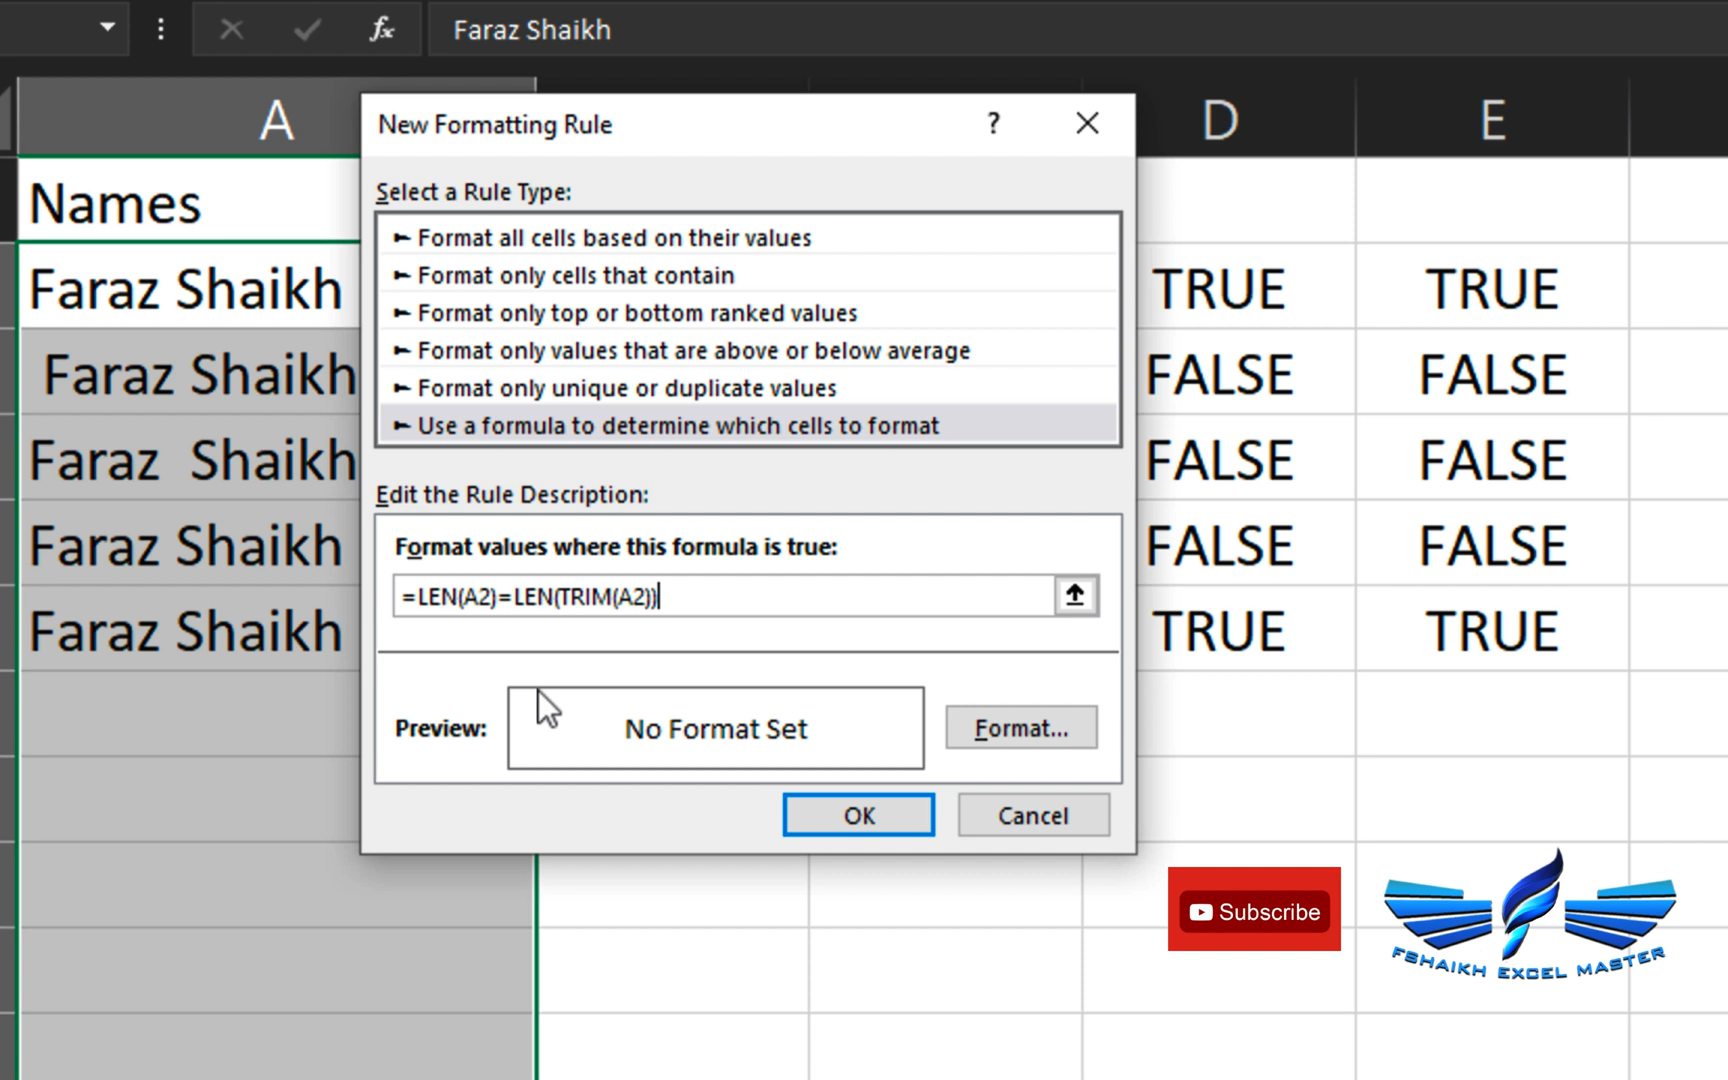 fx Faraz Shaikh
A D E
New Formatting Rule ?
Select a Rule Type:
Format all cells based on their values
Format only cells that contain
Format only top or bottom ranked values
Format only values that are above or below average
Format only unique or duplicate values
Use a formula to determine which cells to format
Edit the Rule Description:
Format values where this formula is true:
=LEN(A2)=LEN(TRIM(A2))
Preview: No Format Set Format...
OK Cancel
Names
Faraz Shaikh TRUE TRUE
Faraz Shaikh FALSE FALSE
Faraz  Shaikh FALSE FALSE
Faraz Shaikh FALSE FALSE
Faraz Shaikh TRUE TRUE
Subscribe
FSHAIKH EXCEL MASTER